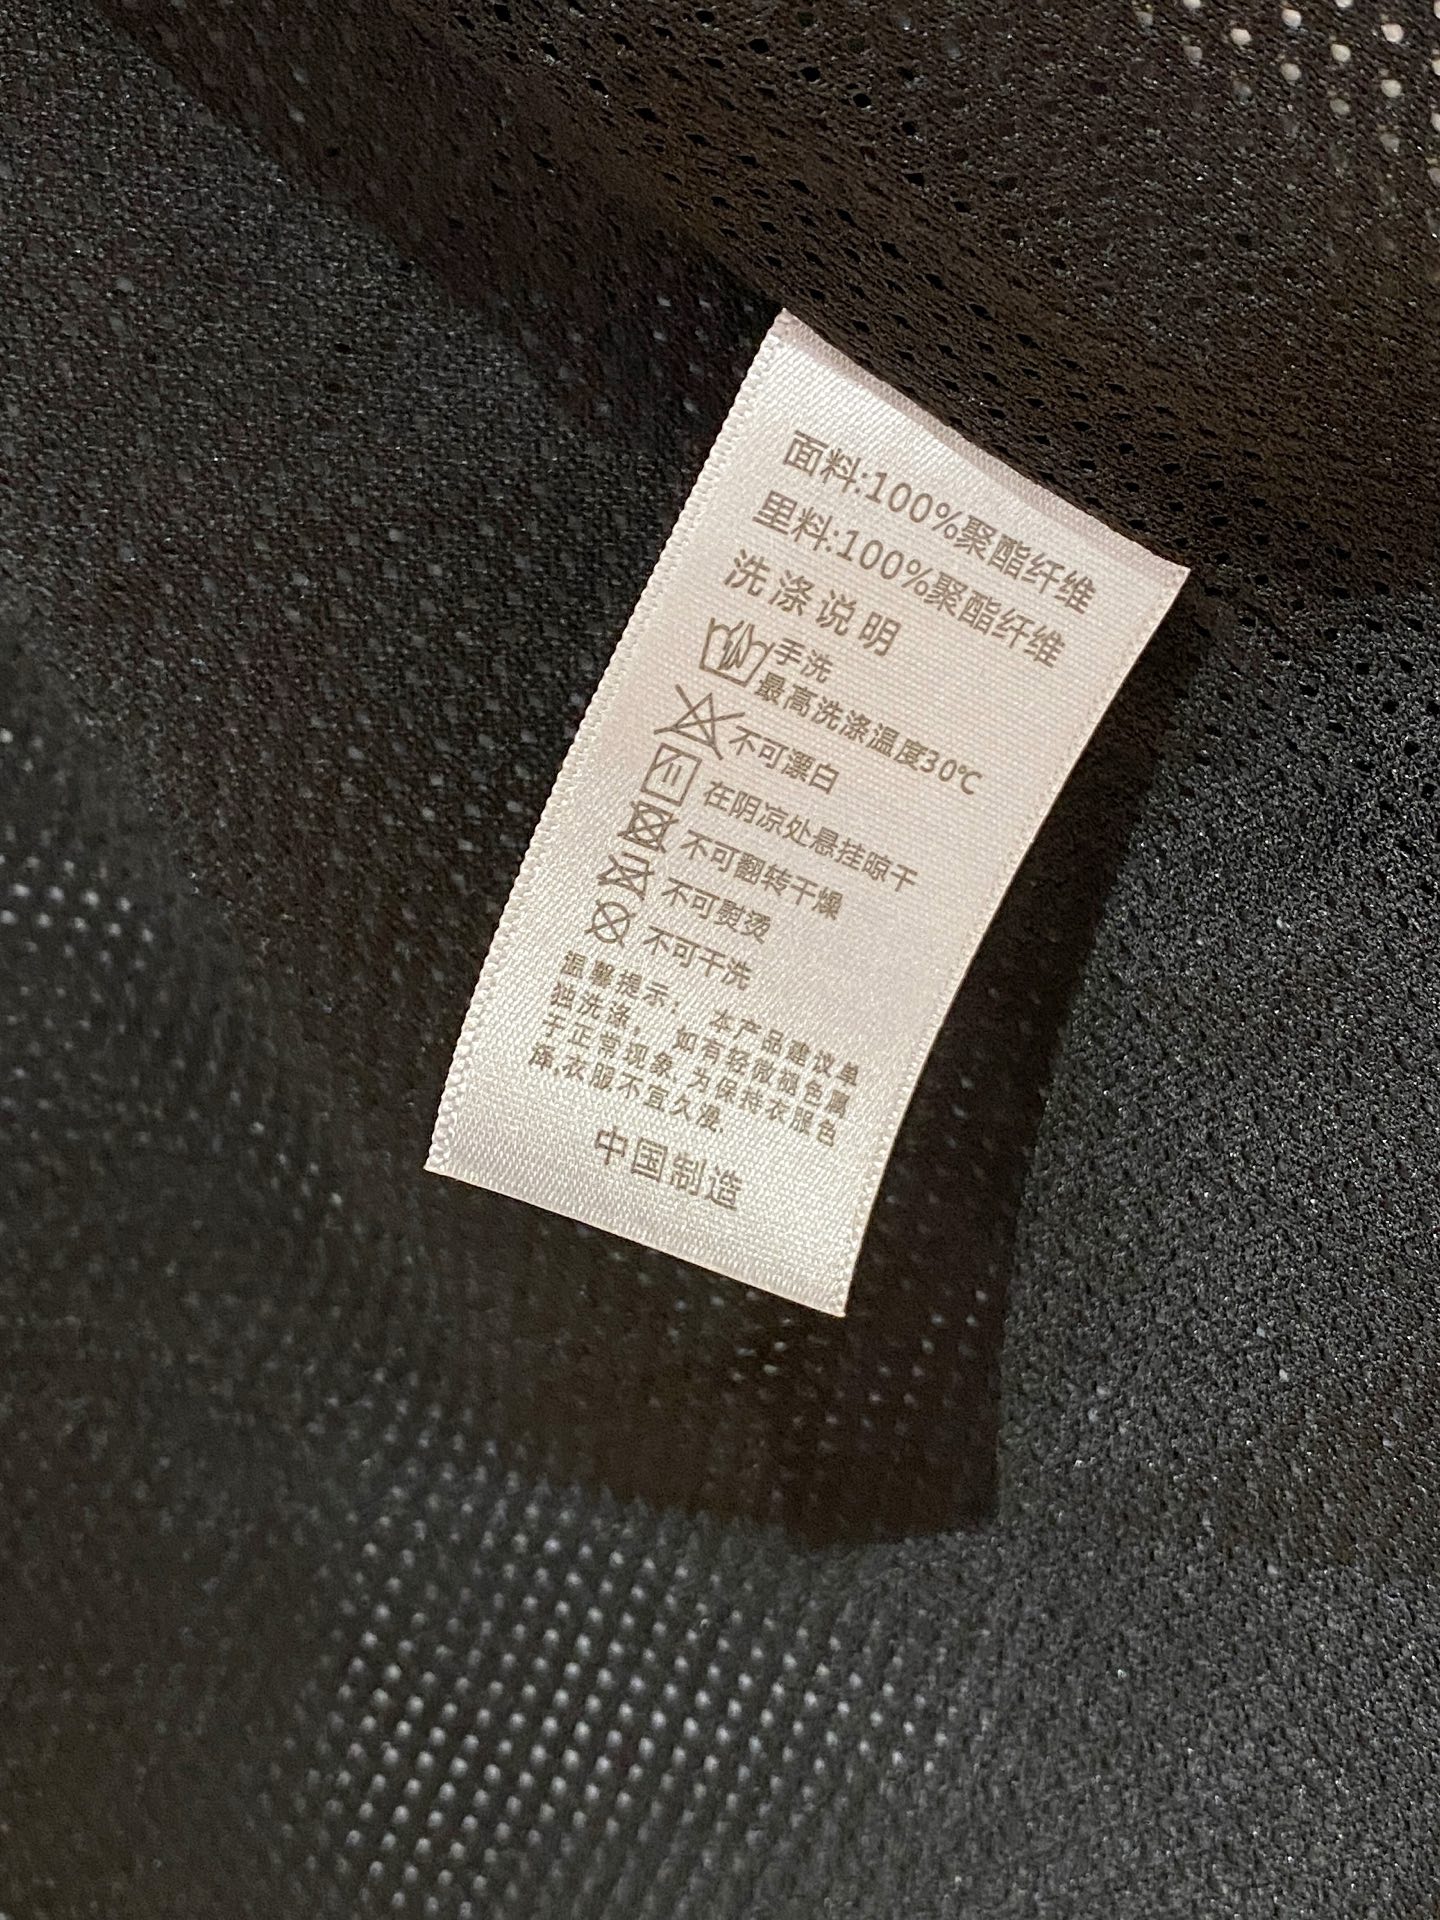 面料:100%聚酯纤维
里料:100%聚酯纤维
洗涤说明
手洗
最高洗涤温度30℃
不可漂白
在阴凉处悬挂晾干
不可翻转干燥
不可熨烫
不可干洗
温馨提示： 本产品建议单
独洗涤， 如有轻微褪色属
于正常现象.为保持衣服色
泽,衣服不宜久浸.
中国制造